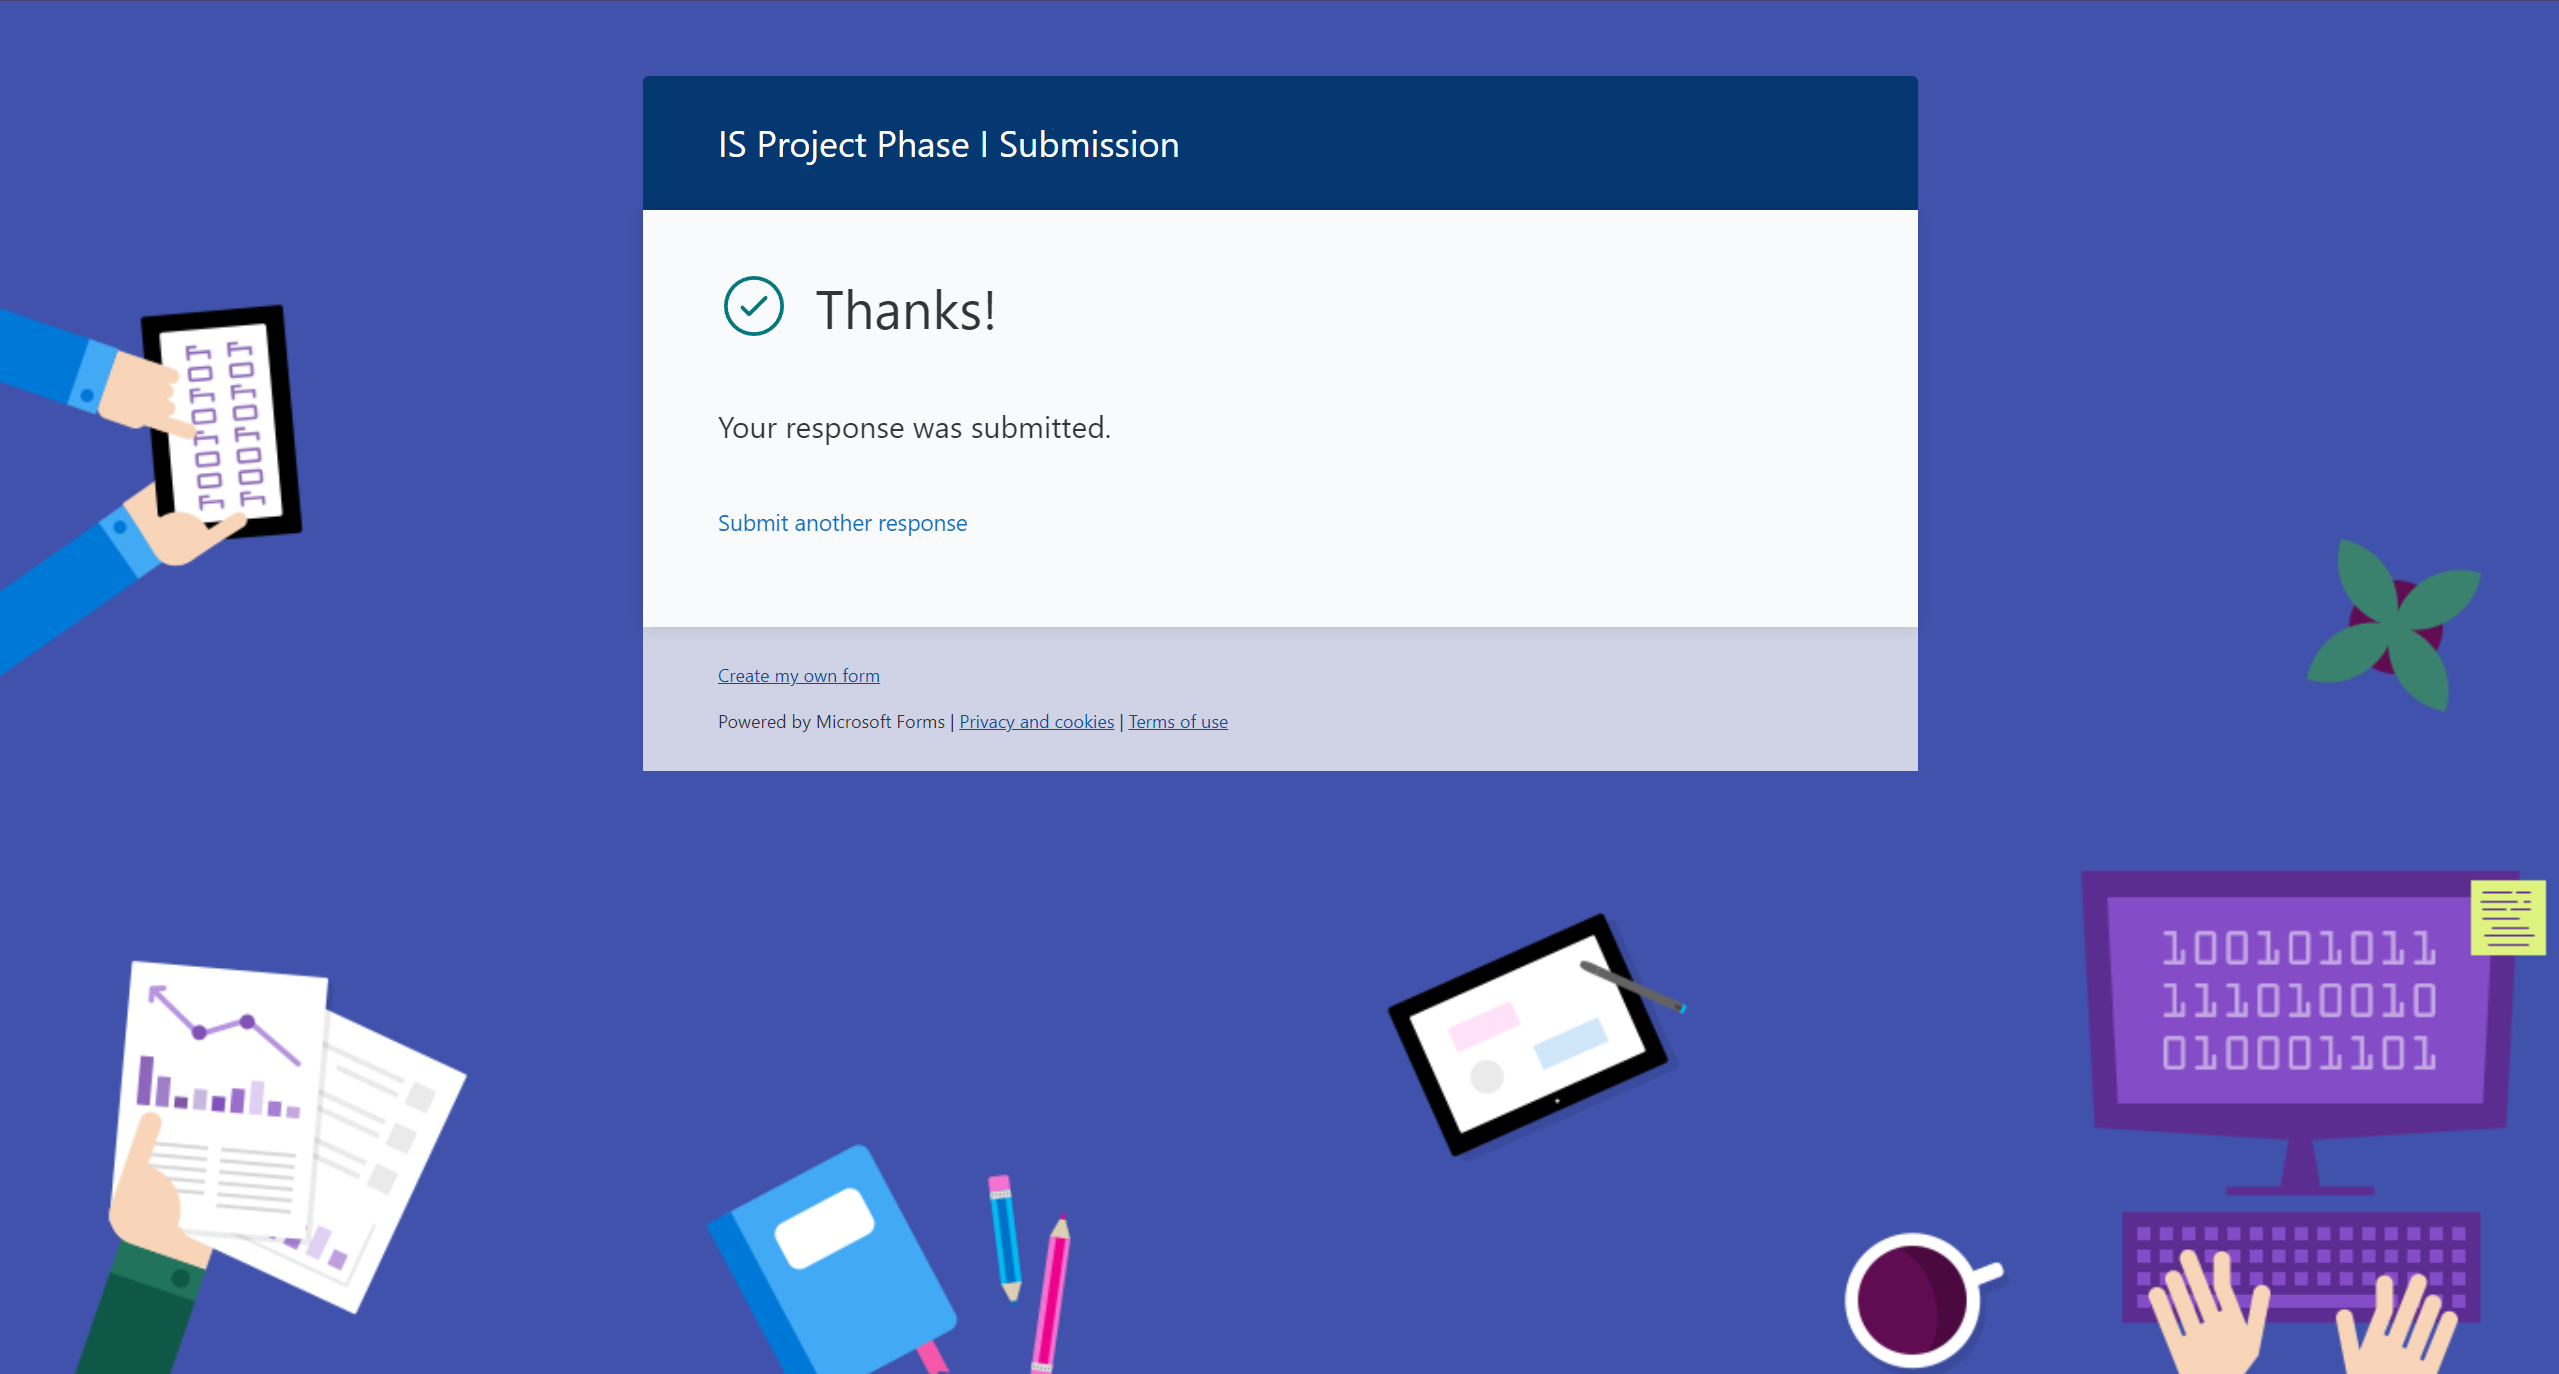 IS Project Phase I Submission
Thanks!
Your response was submitted.
Submit another response
Create my own form
Powered by Microsoft Forms | Privacy and cookies | Terms of use
100101011
111010010
010001101